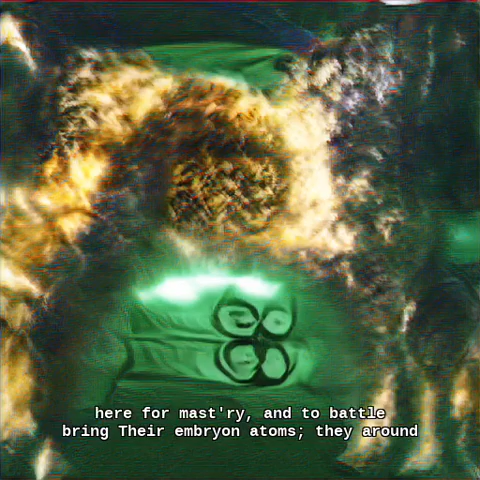 here for mast'ry, and to battle
bring Their embryon atoms; they around